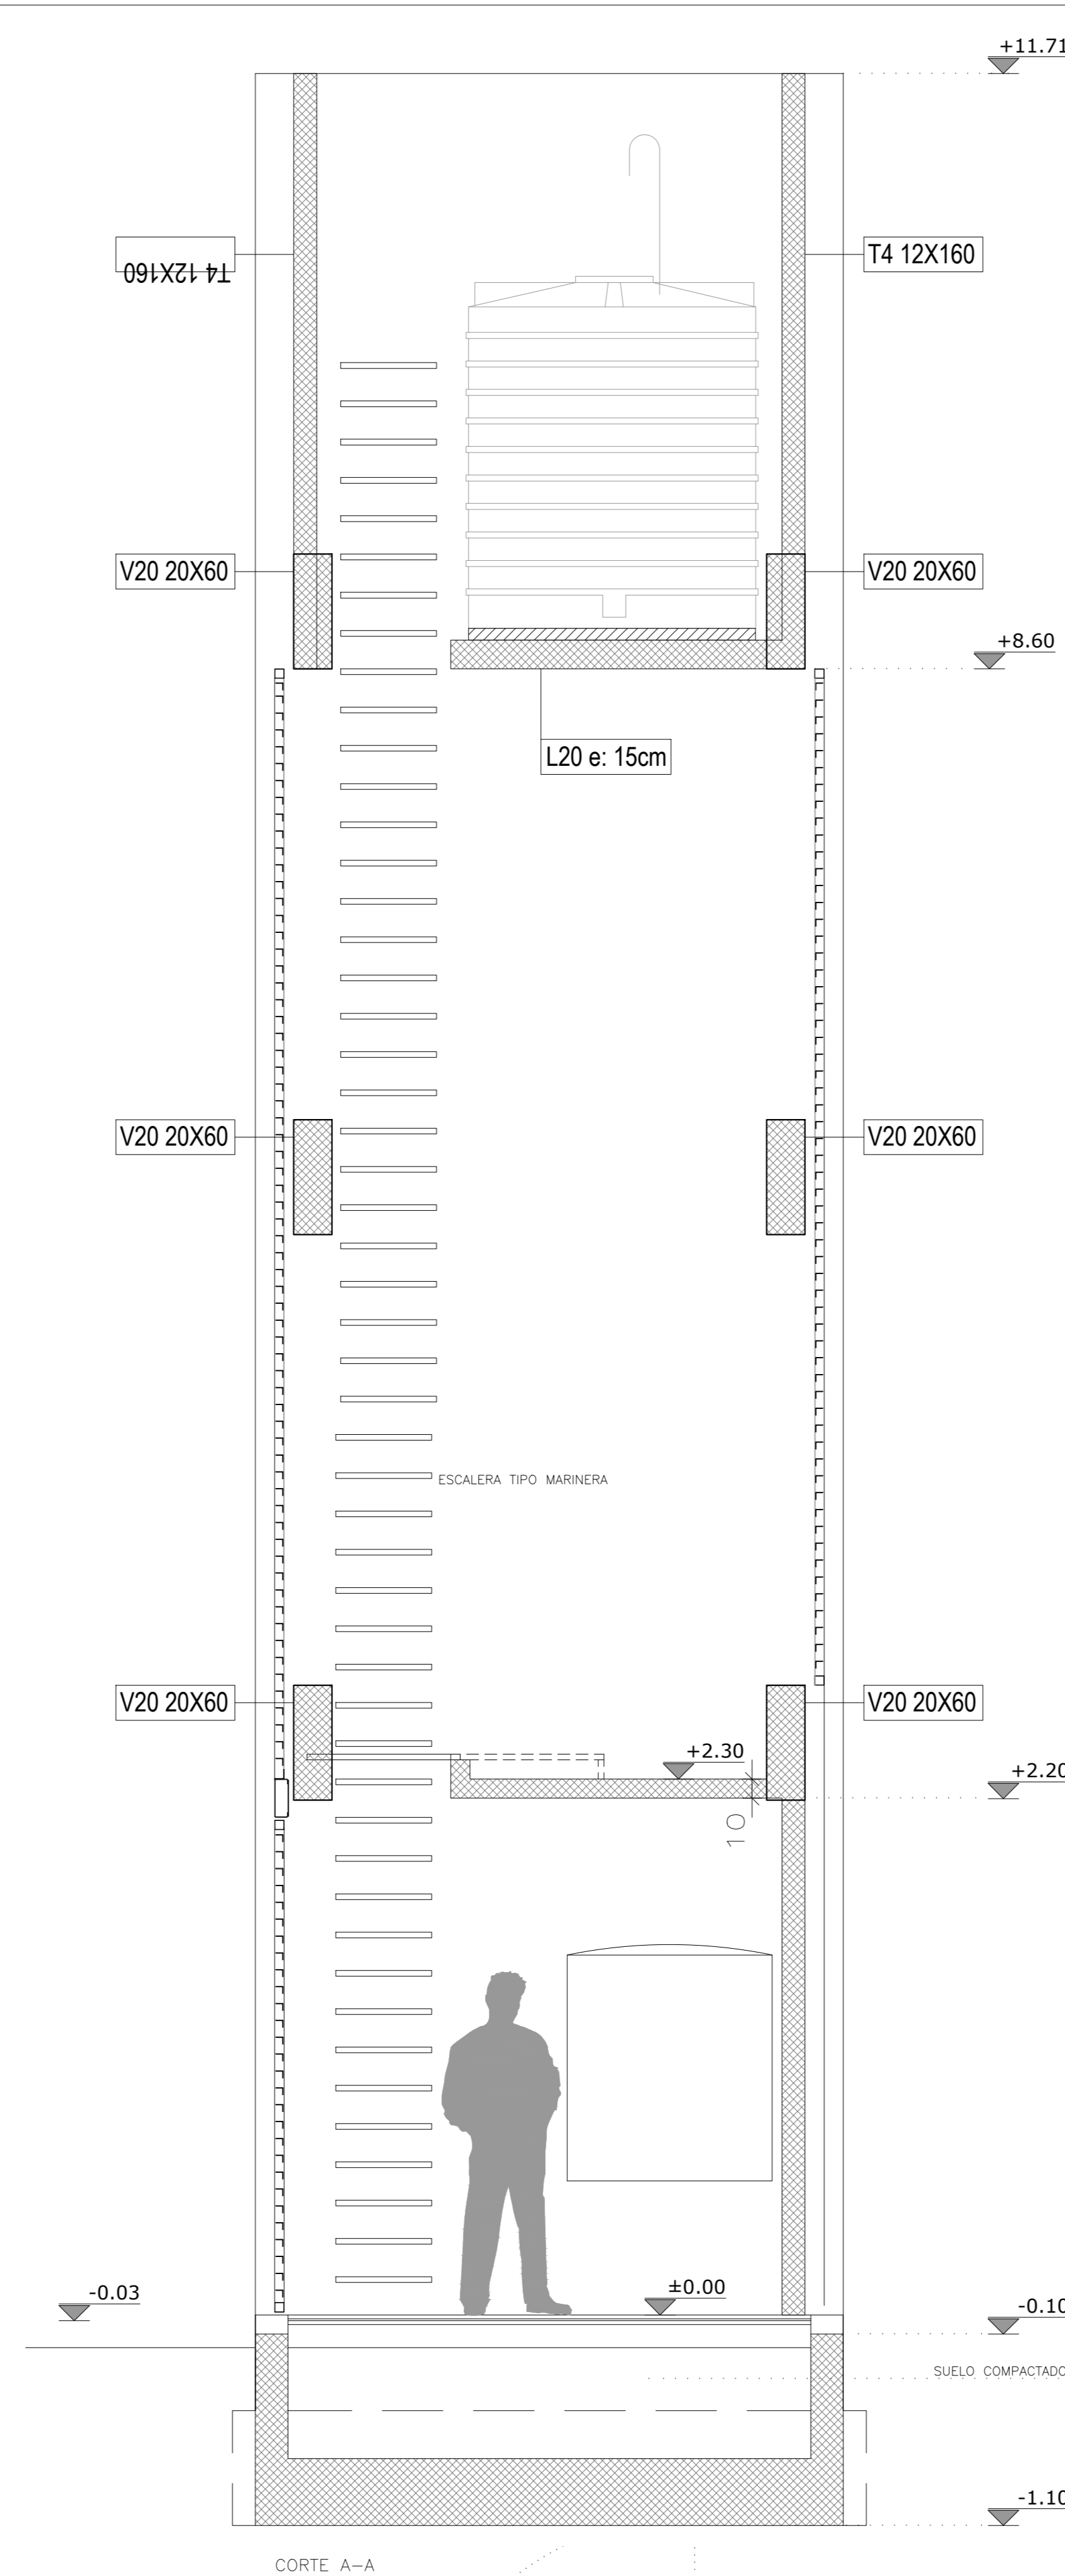 +11.71
T4 12X160
T4 12X160
V20 20X60
V20 20X60
+8.60
L20 e: 15cm
V20 20X60
V20 20X60
ESCALERA TIPO MARINERA
V20 20X60
V20 20X60
+2.30
+2.20
10
-0.03
±0.00
-0.10
SUELO COMPACTADO
-1.10
CORTE A-A